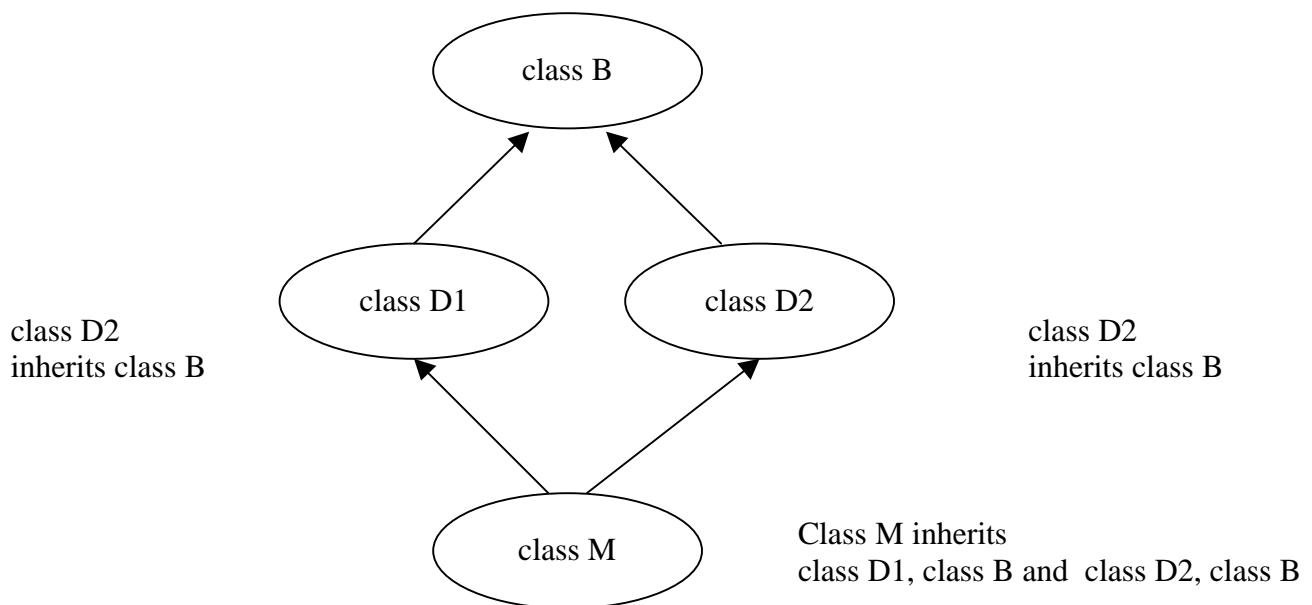 class B
class D1
class D2
class D2
inherits class B
class D2
inherits class B
class M
Class M inherits
class D1, class B and class D2, class B